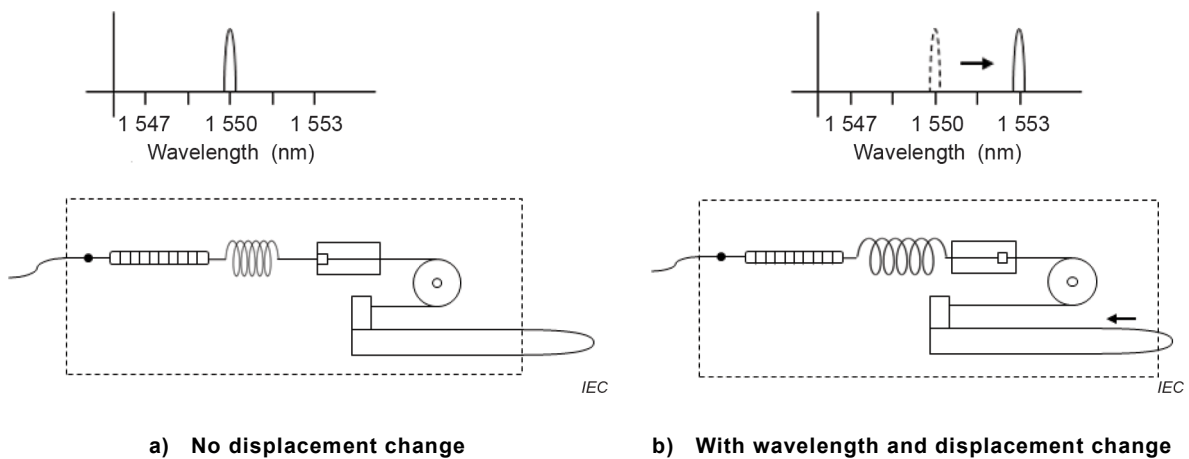 1 547 1 550 1 553
Wavelength (nm)
IEC
a) No displacement change
1 547 1 550 1 553
Wavelength (nm)
IEC
b) With wavelength and displacement change